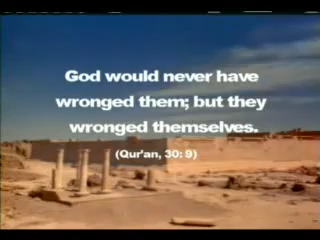 God would never have
wronged them; but they
wronged themselves.
(Qur'an, 30: 9)